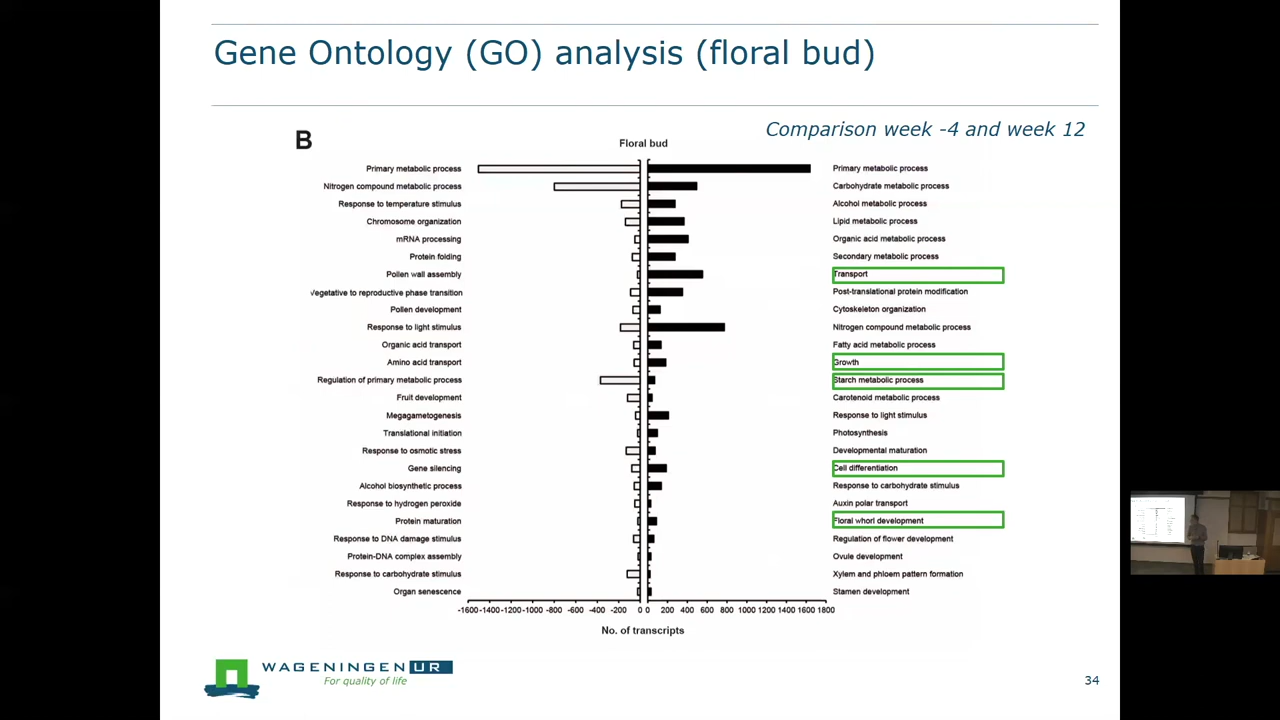 Gene Ontology (GO) analysis (floral bud)
Comparison week -4 and week 12
B
Floral bud
Primary metabolic process
Primary metabolic process
Nitrogen compound metabolic process
Carbohydrate metabolic process
Response to temperature stimulus
Alcohol metabolic process
Chromosome organization
Lipid metabolic process
mRNA processing
Organic acid metabolic process
Protein folding
Secondary metabolic process
Pollen wall assembly
Transport
Vegetative to reproductive phase transition
Post-translational protein modification
Pollen development
Cytoskeleton organization
Response to light stimulus
Nitrogen compound metabolic process
Organic acid transport
Fatty acid metabolic process
Amino acid transport
Growth
Regulation of primary metabolic process
Starch metabolic process
Fruit development
Carotenoid metabolic process
Megagametogenesis
Response to light stimulus
Translational initiation
Photosynthesis
Response to osmotic stress
Developmental maturation
Gene silencing
Cell differentiation
Alcohol biosynthetic process
Response to carbohydrate stimulus
Response to hydrogen peroxide
Auxin polar transport
Protein maturation
Floral whorl development
Response to DNA damage stimulus
Regulation of flower development
Protein-DNA complex assembly
Ovule development
Response to carbohydrate stimulus
Xylem and phloem pattern formation
Organ senescence
Stamen development
-1600 -1400 -1200 -1000 -800 -600 -400 -200 0 0 200 400 600 800 1000 1200 1400 1600 1800
No. of transcripts
WAGENINGEN UR
For quality of life
34